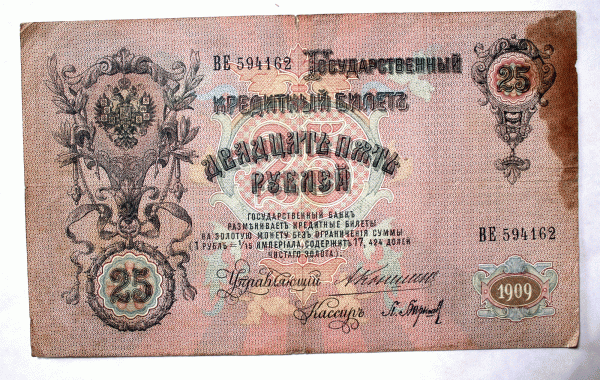 ВЕ 594162 Государственный
25
Кредитный Билетъ
Двадцать пять
рублей
Государственный Банкъ
размѣниваетъ кредитные билеты
на золотую монету безъ ограниченія суммы
(1 рубль = 1/15 имперіала, содержитъ 17,424 долей
чистаго золота).
ВЕ 594162
25
Управляющій
1909
Кассиръ